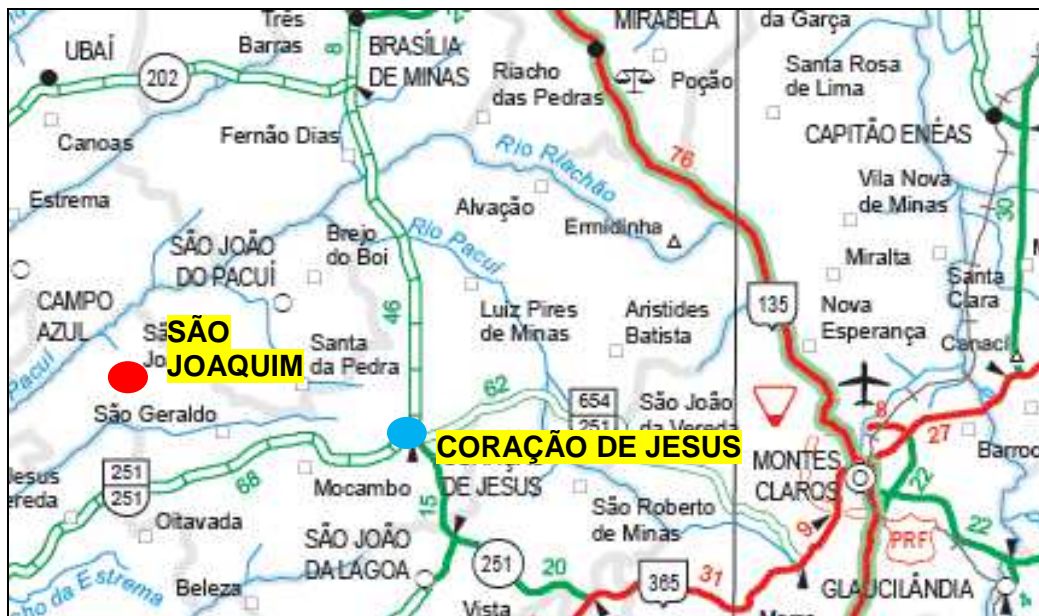 Três
Barras
UBAÍ
202
Canoas
8
BRASÍLIA
DE MINAS
Fernão Dias
Estrema
Riacho
das Pedras
MIRABELA
Poção
da Garça
Santa Rosa
de Lima
CAPITÃO ENÉAS
76
Rio Riachão
Alvação
Ermidinha
Vila Nova
de Minas
30
Miralta
Santa
Clara
SÃO JOÃO
DO PACUÍ
Brejo
do Boi
Rio Pacuí
CAMPO
AZUL
Pacuí
46
Luiz Pires
de Minas
Aristides
Batista
135
Nova
Esperança
Canaci
SÃO
JOAQUIM
Santa
da Pedra
São Geraldo
62
654
251
São João
da Vereda
8
27
CORAÇÃO DE JESUS
DE JESUS
MONTES
CLAROS
22
251
251
68
Mocambo
15
Oitavada
São Roberto
de Minas
9
PRF
22
SÃO JOÃO
DA LAGOA
251
20
365
31
GLAUCILÂNDIA
4
Beleza
Vista